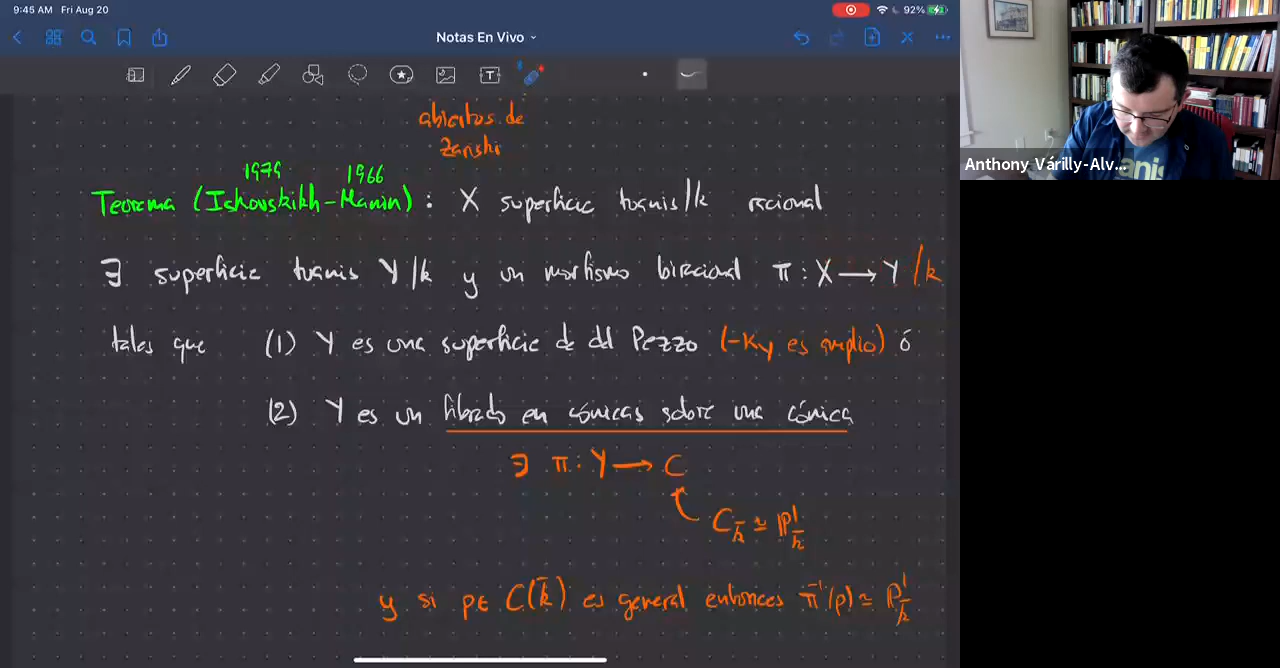 9:45 AM Fri Aug 20
92%
Notas En Vivo
Anthony Várilly-Alv...
abiertos de
Zariski
1979 1966
Teorema (Iskovskikh-Manin): X superficie tuanis/k racional
∃ superficie tuanis Y/k y un morfismo biracional π: X → Y /k
tales que (1) Y es una superficie de del Pezzo (-K_Y es amplio) ó
(2) Y es un fibrado en cónicas sobre una cónica
∃ π: Y → C
C_k̄ ≃ ℙ¹_k̄
y si p ∈ C(k̄) es general entonces π⁻¹(p) ≃ ℙ¹_k̄